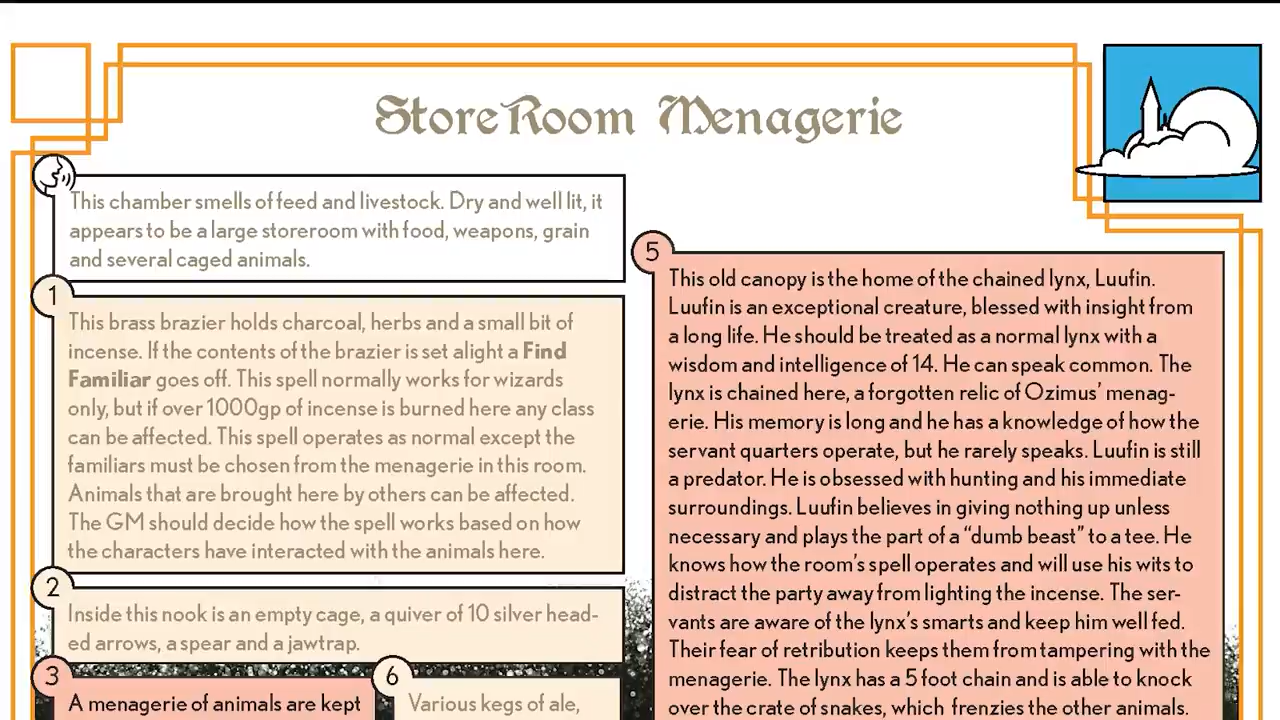 StoreRoom Menagerie
This chamber smells of feed and livestock. Dry and well lit, it
appears to be a large storeroom with food, weapons, grain
and several caged animals.
1
This brass brazier holds charcoal, herbs and a small bit of
incense. If the contents of the brazier is set alight a Find
Familiar goes off. This spell normally works for wizards
only, but if over 1000gp of incense is burned here any class
can be affected. This spell operates as normal except the
familiars must be chosen from the menagerie in this room.
Animals that are brought here by others can be affected.
The GM should decide how the spell works based on how
the characters have interacted with the animals here.
2
Inside this nook is an empty cage, a quiver of 10 silver head-
ed arrows, a spear and a jawtrap.
3
A menagerie of animals are kept
6
Various kegs of ale,
5
This old canopy is the home of the chained lynx, Luufin.
Luufin is an exceptional creature, blessed with insight from
a long life. He should be treated as a normal lynx with a
wisdom and intelligence of 14. He can speak common. The
lynx is chained here, a forgotten relic of Ozimus' menag-
erie. His memory is long and he has a knowledge of how the
servant quarters operate, but he rarely speaks. Luufin is still
a predator. He is obsessed with hunting and his immediate
surroundings. Luufin believes in giving nothing up unless
necessary and plays the part of a “dumb beast” to a tee. He
knows how the room's spell operates and will use his wits to
distract the party away from lighting the incense. The ser-
vants are aware of the lynx's smarts and keep him well fed.
Their fear of retribution keeps them from tampering with the
menagerie. The lynx has a 5 foot chain and is able to knock
over the crate of snakes, which frenzies the other animals.